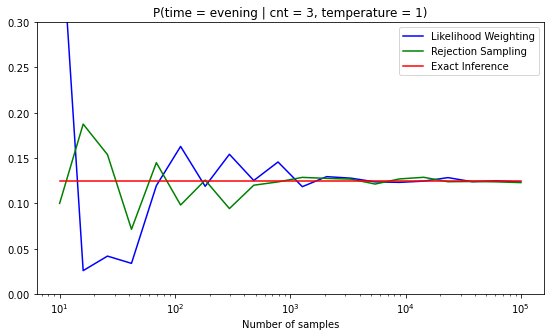 P(time = evening | cnt = 3, temperature = 1)
0.30
0.25
0.20
0.15
0.10
0.05
0.00
Likelihood Weighting
Rejection Sampling
Exact Inference
10¹ 10² 10³ 10⁴ 10⁵
Number of samples